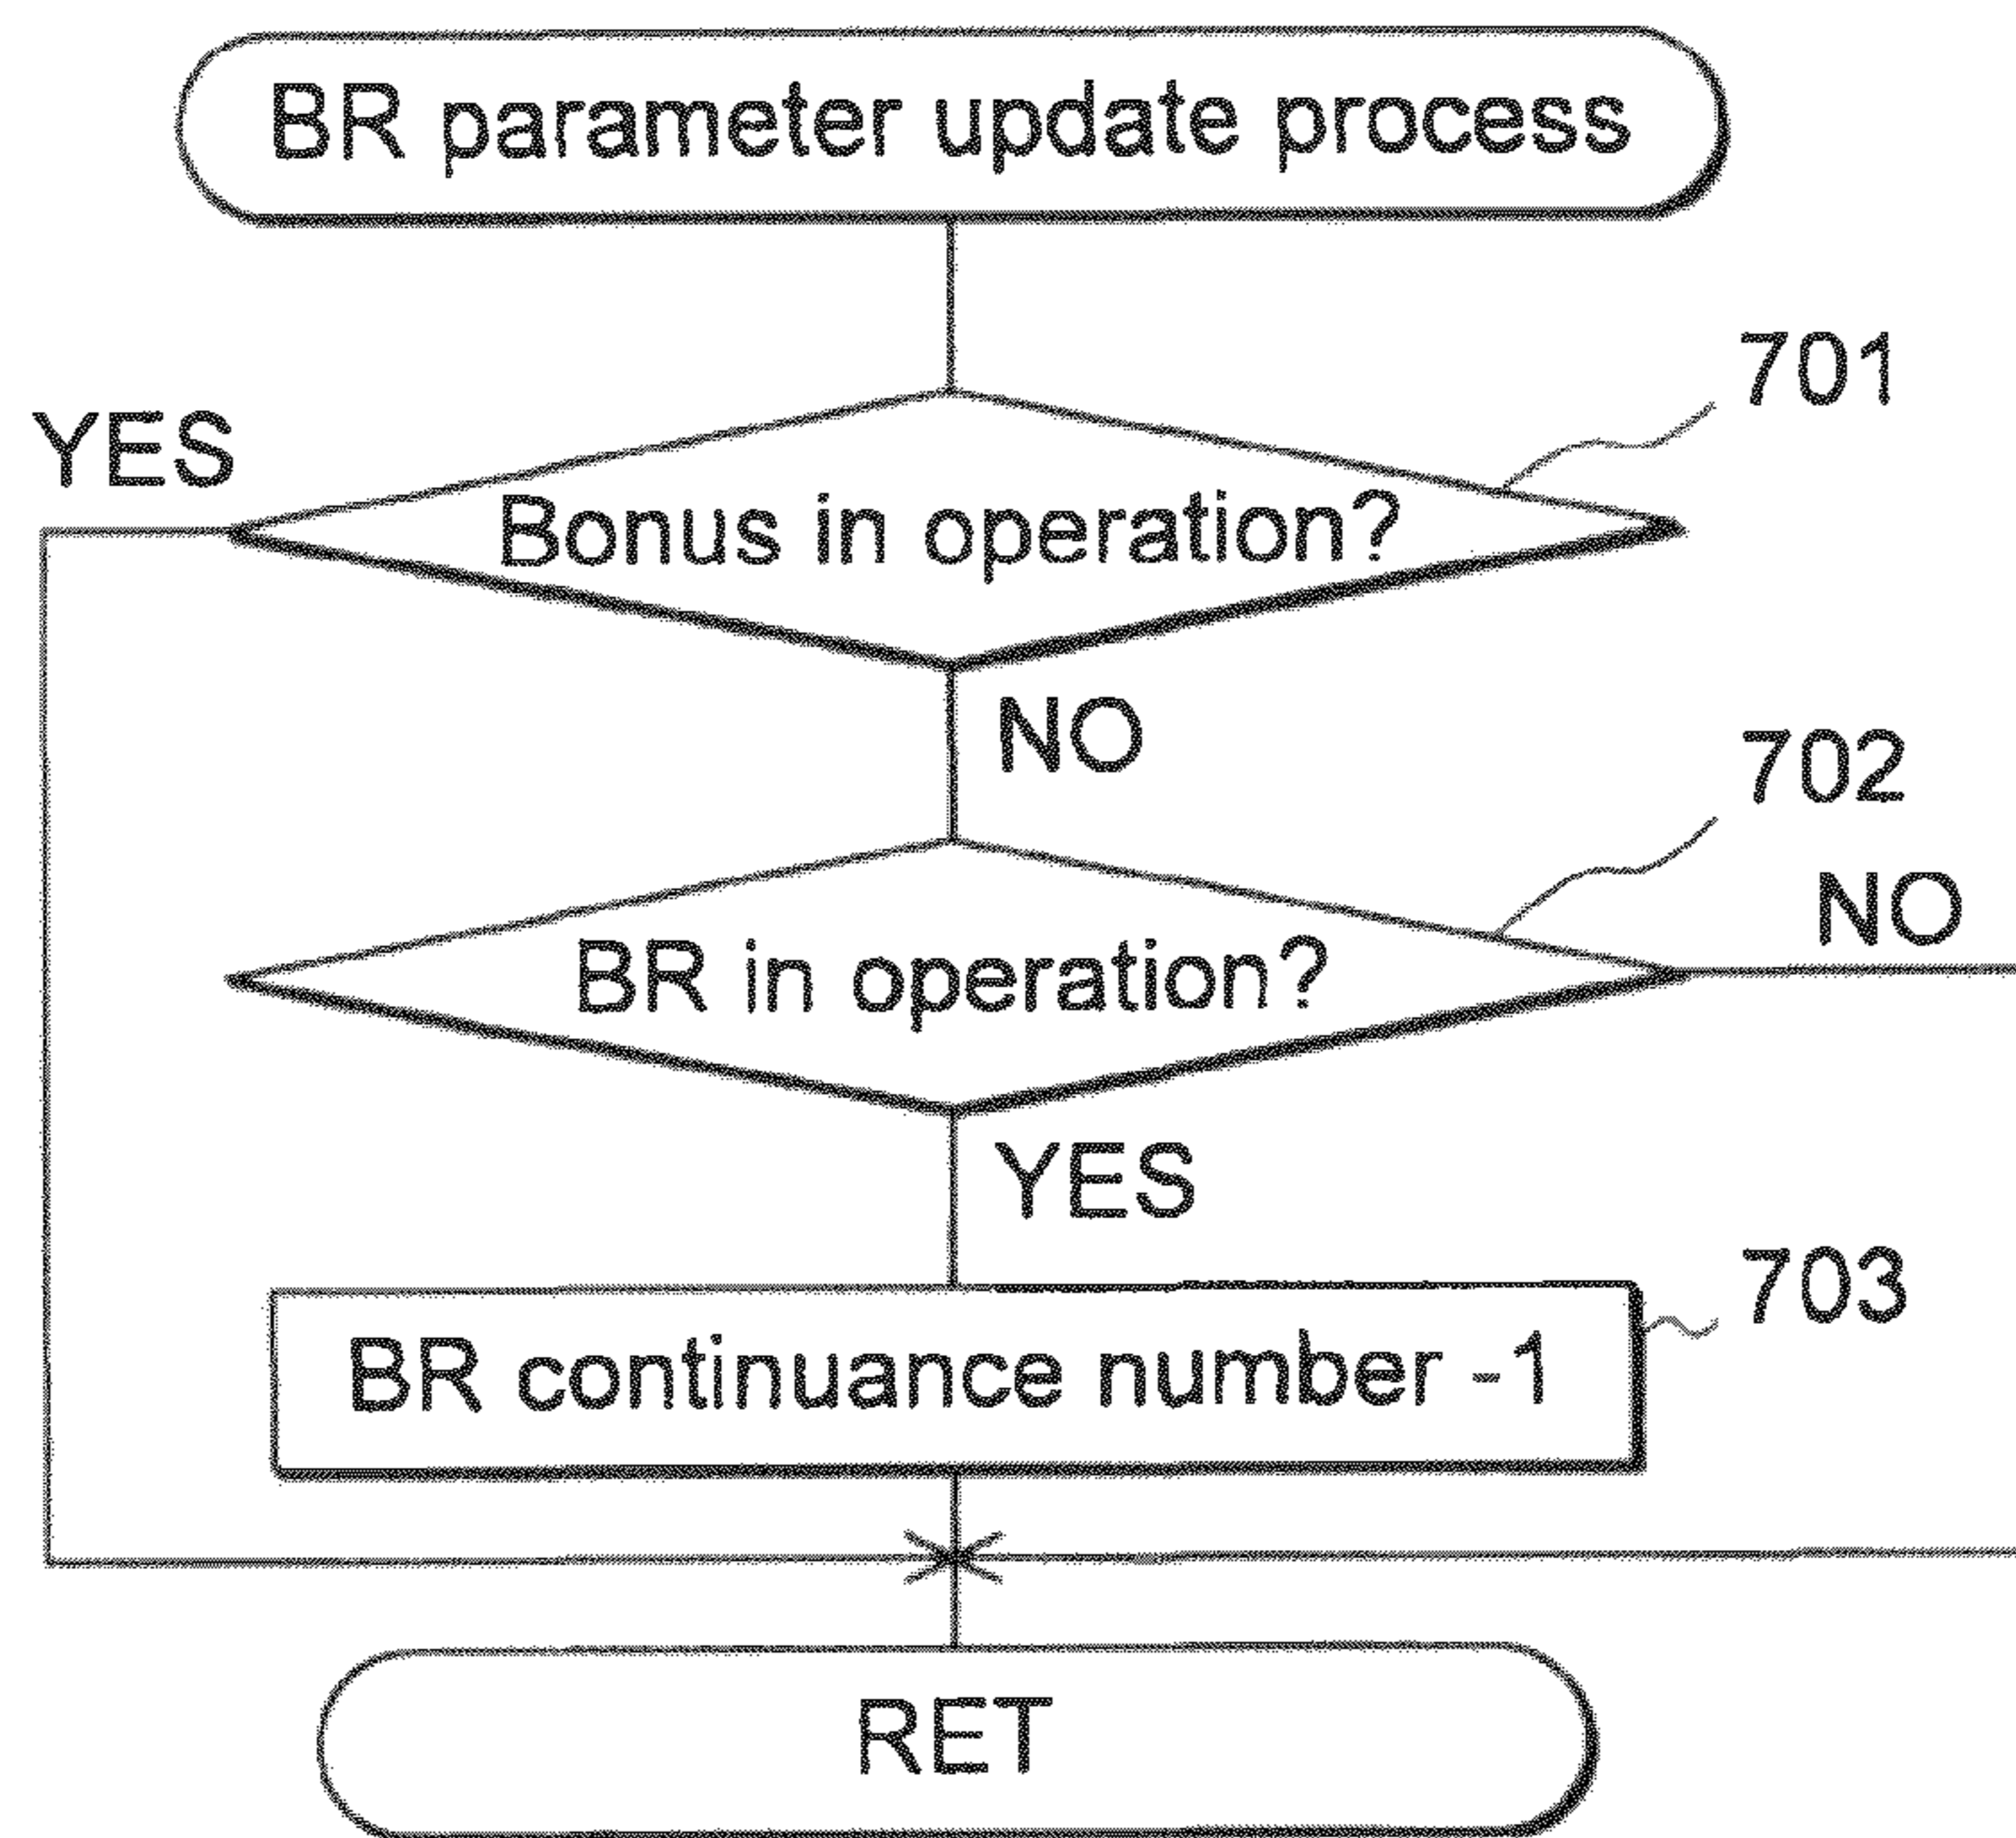 BR parameter update process
701
YES
Bonus in operation?
NO
702
NO
BR in operation?
YES
703
BR continuance number -1
RET